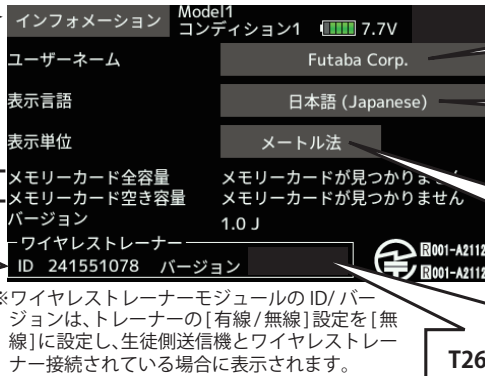 インフォメーション
Model1
コンディション1 7.7V
ユーザーネーム Futaba Corp.
表示言語 日本語 (Japanese)
表示単位 メートル法
メモリーカード全容量 メモリーカードが見つかりません
メモリーカード空き容量 メモリーカードが見つかりません
バージョン 1.0 J
ワイヤレストレーナー
ID 241551078 バージョン
R001-A2112
R001-A2112
※ワイヤレストレーナーモジュールの ID/ バー
ジョンは、トレーナーの [ 有線 / 無線 ] 設定を [ 無
線 ] に設定し、生徒側送信機とワイヤレストレー
ナー接続されている場合に表示されます。
T26